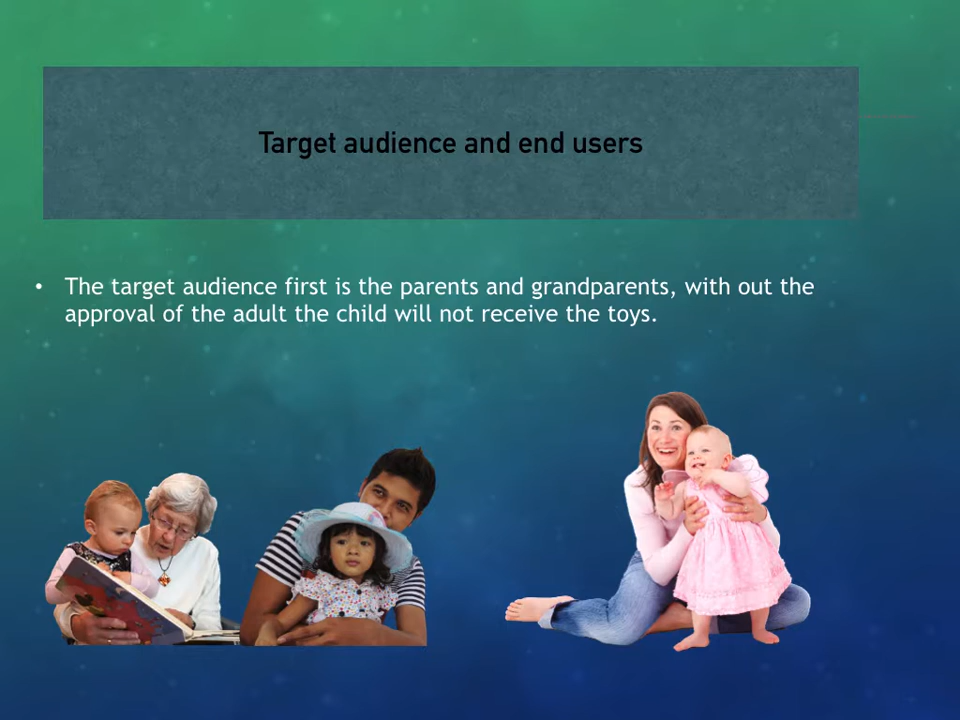 Target audience and end users
• The target audience first is the parents and grandparents, with out the
approval of the adult the child will not receive the toys.